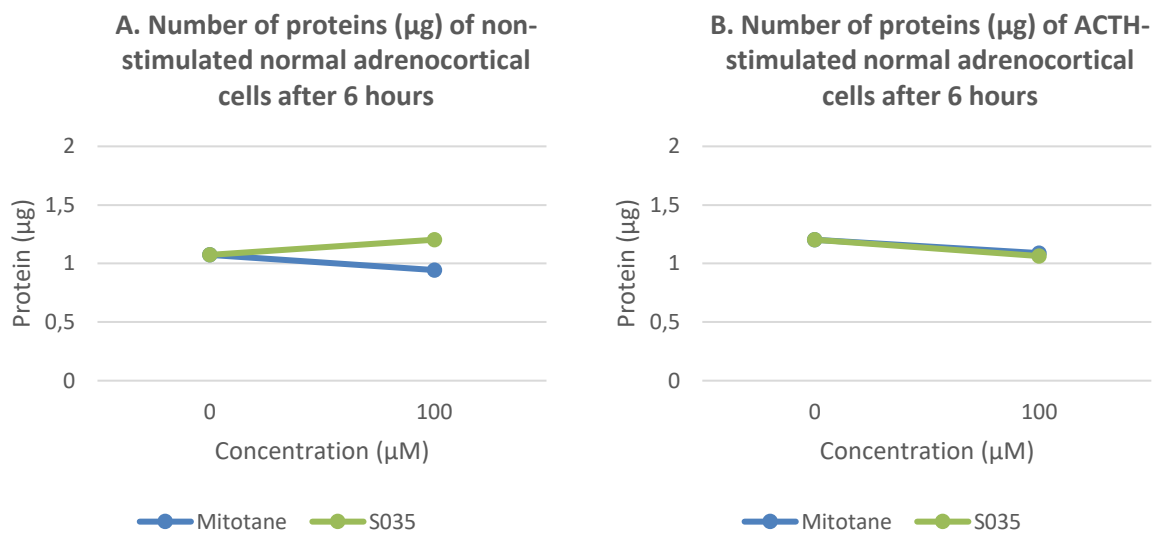 A. Number of proteins (µg) of non-
stimulated normal adrenocortical
cells after 6 hours
2
1,5
1
0,5
0
Protein (µg)
0
100
Concentration (µM)
Mitotane
S035
B. Number of proteins (µg) of ACTH-
stimulated normal adrenocortical
cells after 6 hours
2
1,5
1
0,5
0
Protein (µg)
0
100
Concentration (µM)
Mitotane
S035